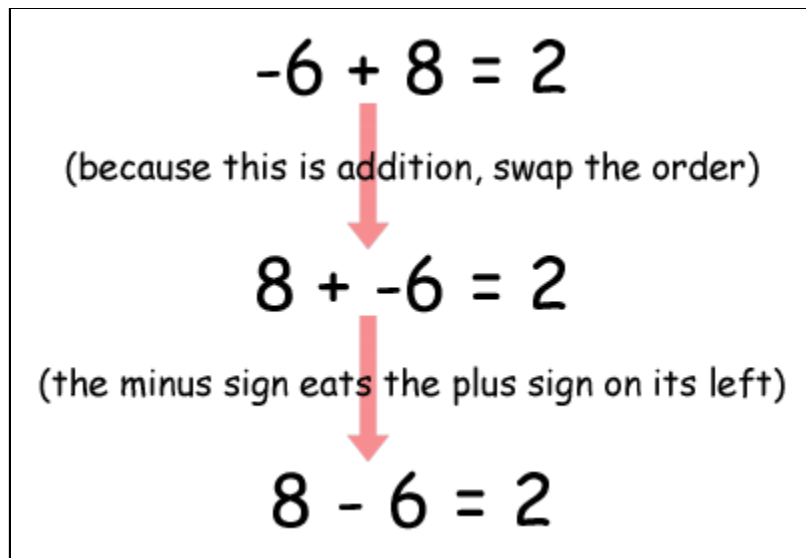 -6 + 8 = 2
(because this is addition, swap the order)
8 + -6 = 2
(the minus sign eats the plus sign on its left)
8 - 6 = 2